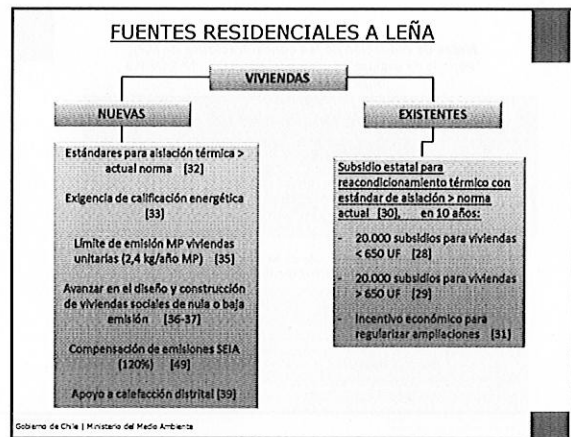 FUENTES RESIDENCIALES A LEÑA
VIVIENDAS
NUEVAS
Estándares para aislación térmica >
actual norma [32]
Exigencia de calificación energética
[33]
Límite de emisión MP viviendas
unitarias (2,4 kg/año MP) [35]
Avanzar en el diseño y construcción
de viviendas sociales de nula o baja
emisión [36-37]
Compensación de emisiones SEIA
(120%) [49]
Apoyo a calefacción distrital [39]
EXISTENTES
Subsidio estatal para
reacondicionamiento térmico con
estándar de aislación > norma
actual [30], en 10 años:
- 20.000 subsidios para viviendas
< 650 UF [28]
- 20.000 subsidios para viviendas
> 650 UF [29]
- Incentivo económico para
regularizar ampliaciones [31]
Gobierno de Chile | Ministerio del Medio Ambiente